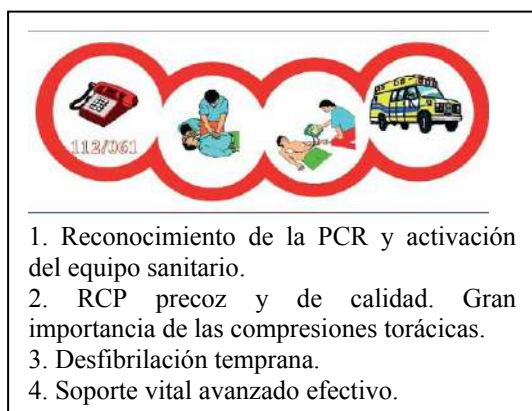 112/061
1. Reconocimiento de la PCR y activación
del equipo sanitario.
2. RCP precoz y de calidad. Gran
importancia de las compresiones torácicas.
3. Desfibrilación temprana.
4. Soporte vital avanzado efectivo.